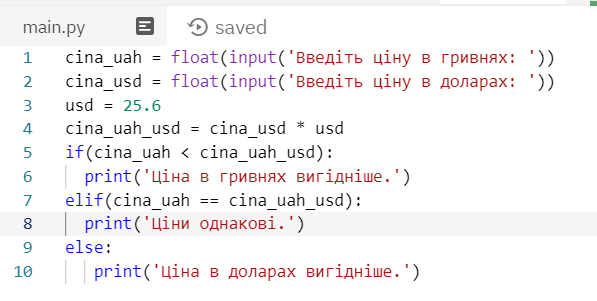 main.py saved
1 cina_uah = float(input('Введіть ціну в гривнях: '))
2 cina_usd = float(input('Введіть ціну в доларах: '))
3 usd = 25.6
4 cina_uah_usd = cina_usd * usd
5 if(cina_uah < cina_uah_usd):
6   print('Ціна в гривнях вигідніше.')
7 elif(cina_uah == cina_uah_usd):
8   print('Ціни однакові.')
9 else:
10    print('Ціна в доларах вигідніше.')